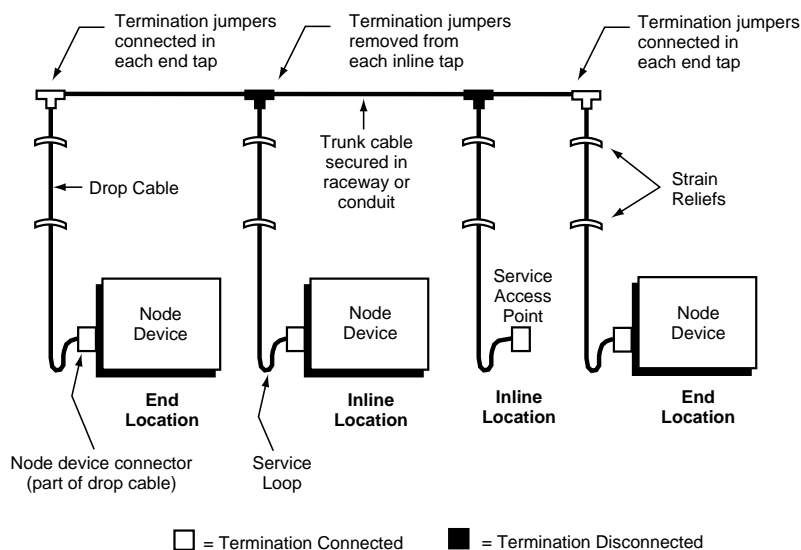 Termination jumpers
connected in
each end tap
Termination jumpers
removed from
each inline tap
Termination jumpers
connected in
each end tap
Trunk cable
secured in
raceway or
conduit
Drop Cable
Strain
Reliefs
Node
Device
Node
Device
Service
Access
Point
Node
Device
End
Location
Inline
Location
Inline
Location
End
Location
Node device connector
(part of drop cable)
Service
Loop
= Termination Connected
= Termination Disconnected